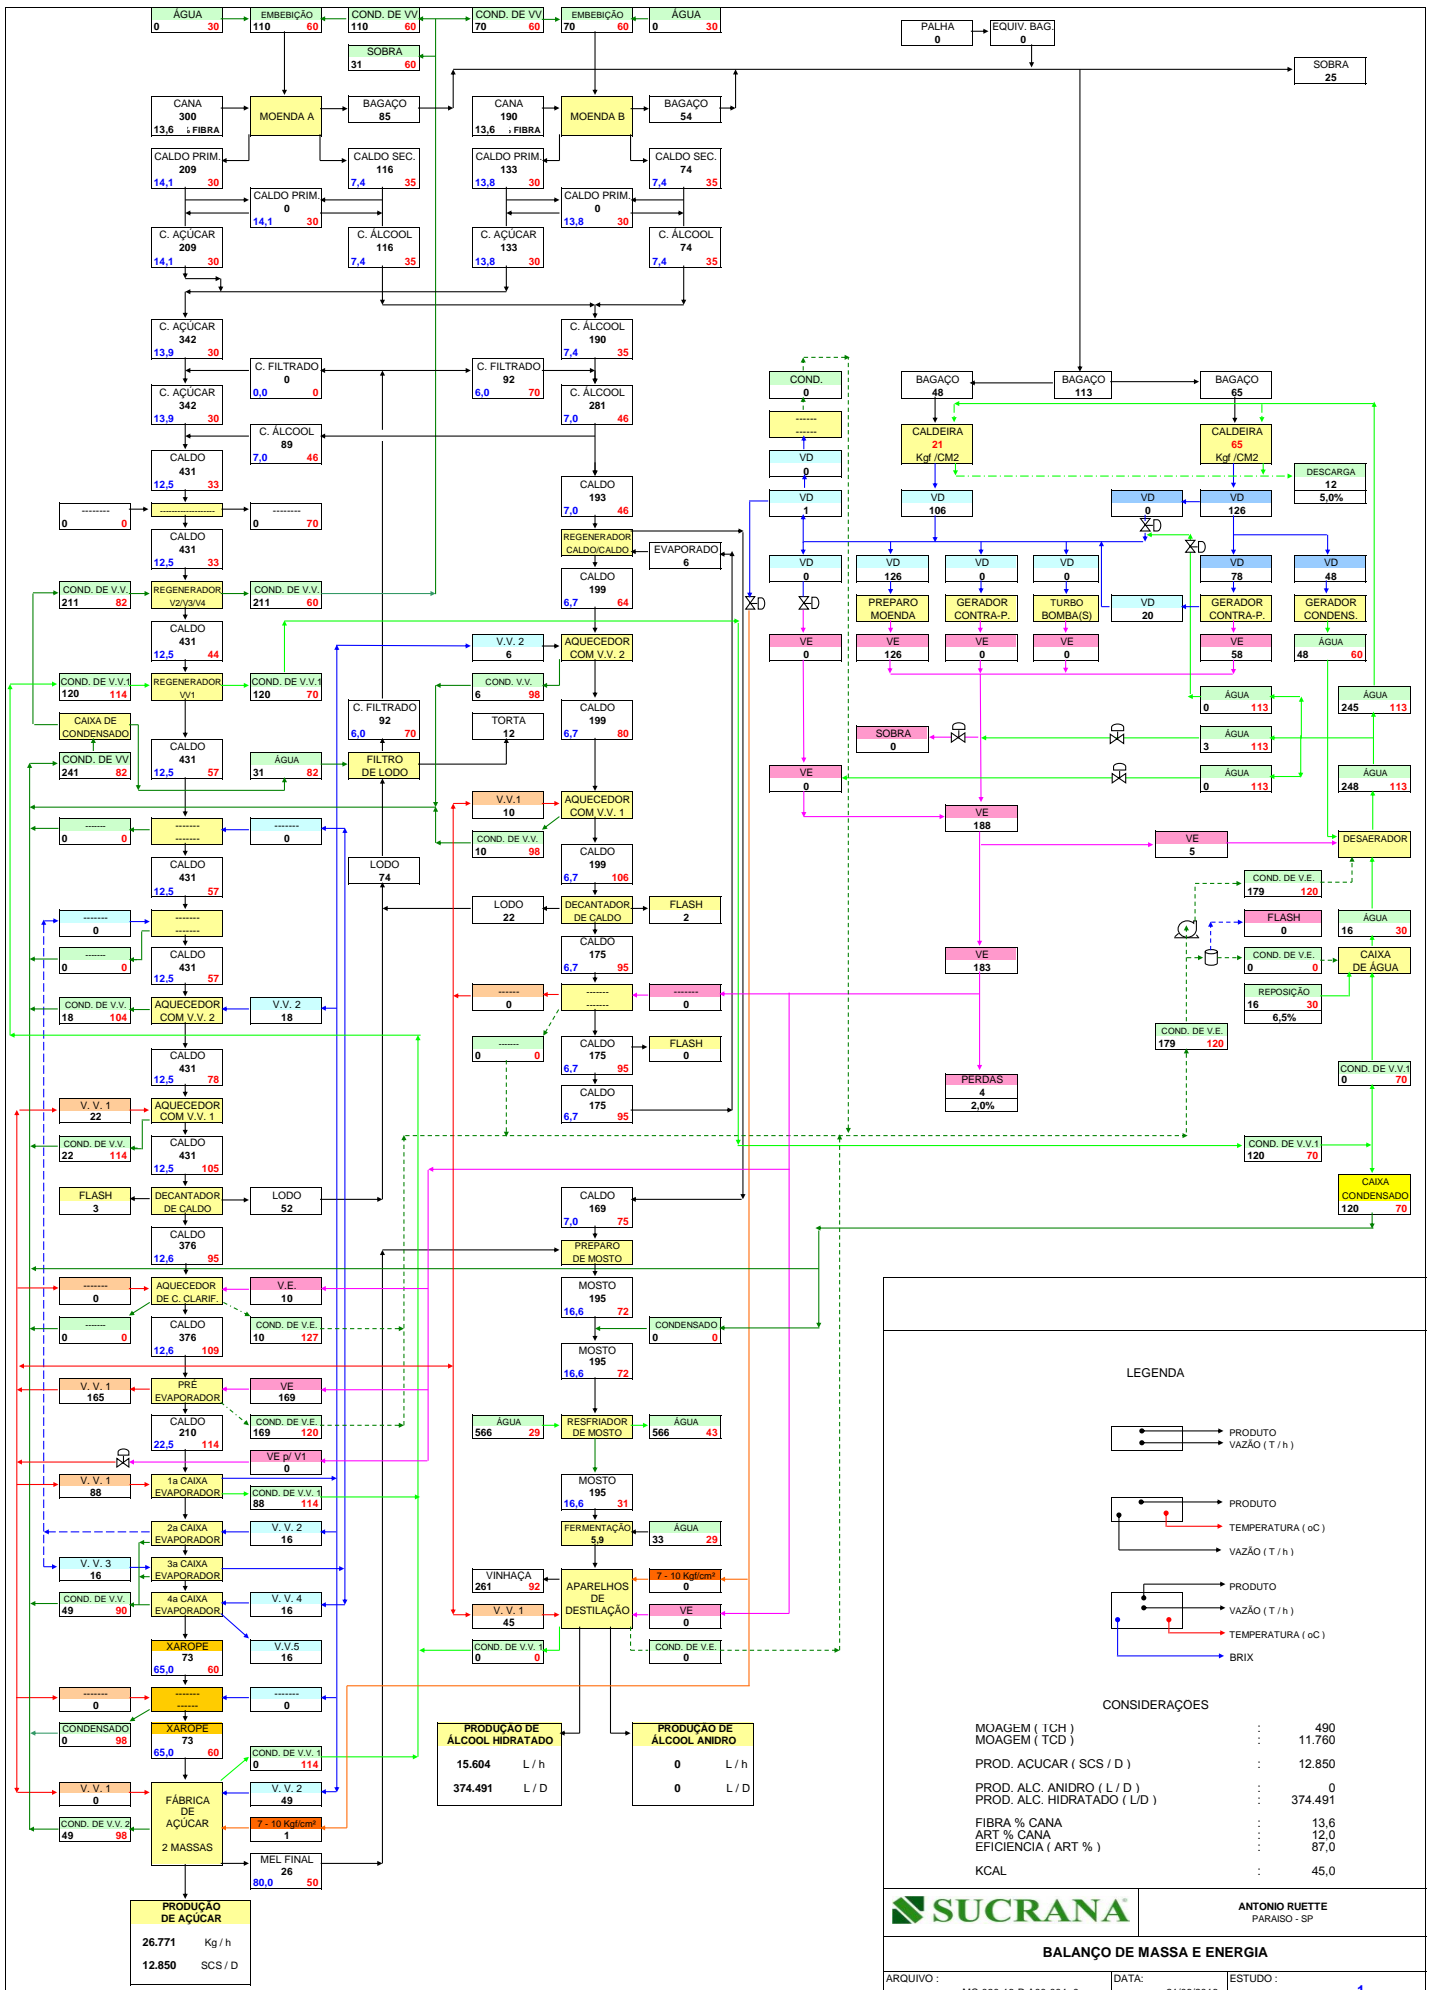 ÁGUA
0 30
EMBEBIÇÃO
110 60
COND. DE VV
110 60
COND. DE VV
70 60
EMBEBIÇÃO
70 60
ÁGUA
0 30
PALHA
0
EQUIV. BAG.
0
SOBRA
31 60
SOBRA
25
CANA
300
13,6 % FIBRA
MOENDA A
BAGAÇO
85
CANA
190
13,6 % FIBRA
MOENDA B
BAGAÇO
54
CALDO PRIM.
209
14,1 30
CALDO SEC.
116
7,4 35
CALDO PRIM.
133
13,8 30
CALDO SEC.
74
7,4 35
CALDO PRIM.
0
14,1 30
CALDO PRIM.
0
13,8 30
C. AÇÚCAR
209
14,1 30
C. ÁLCOOL
116
7,4 35
C. AÇÚCAR
133
13,8 30
C. ÁLCOOL
74
7,4 35
C. AÇÚCAR
342
13,9 30
C. ÁLCOOL
190
7,4 35
C. FILTRADO
0
0,0 0
C. FILTRADO
92
6,0 70
COND.
0
BAGAÇO
48
BAGAÇO
113
BAGAÇO
65
C. AÇÚCAR
342
13,9 30
C. ÁLCOOL
281
7,0 46
------
------
C. ÁLCOOL
89
7,0 46
CALDEIRA
21
Kgf /CM2
CALDEIRA
65
Kgf /CM2
CALDO
431
12,5 33
VD
0
DESCARGA
12
5,0%
CALDO
193
7,0 46
VD
1
VD
106
VD
0
VD
126
--------
0 0
-------------------
--------
0 70
CALDO
431
12,5 33
REGENERADOR
CALDO/CALDO
EVAPORADO
6
VD
0
VD
126
VD
0
VD
0
VD
78
VD
48
COND. DE V.V.
211 82
REGENERADOR
V2/V3/V4
COND. DE V.V.
211 60
CALDO
199
6,7 64
PREPARO
MOENDA
GERADOR
CONTRA-P.
TURBO
BOMBA(S)
VD
20
GERADOR
CONTRA-P.
GERADOR
CONDENS.
CALDO
431
12,5 44
V.V. 2
6
AQUECEDOR
COM V.V. 2
VE
0
VE
126
VE
0
VE
0
VE
58
ÁGUA
48 60
COND. DE V.V.1
120 114
REGENERADOR
VV1
COND. DE V.V.1
120 70
COND. V.V.
6 98
CALDO
199
6,7 80
ÁGUA
0 113
ÁGUA
245 113
CAIXA DE
CONDENSADO
C. FILTRADO
92
6,0 70
TORTA
12
SOBRA
0
ÁGUA
3 113
COND. DE VV
241 82
CALDO
431
12,5 57
ÁGUA
31 82
FILTRO
DE LODO
VE
0
ÁGUA
0 113
ÁGUA
248 113
V.V.1
10
AQUECEDOR
COM V.V. 1
VE
188
-------
0 0
-------
-------
-------
0
COND. DE V.V.
10 98
VE
5
DESAERADOR
CALDO
431
12,5 57
LODO
74
CALDO
199
6,7 106
COND. DE V.E.
179 120
-------
0
-------
-------
LODO
22
DECANTADOR
DE CALDO
FLASH
2
FLASH
0
ÁGUA
16 30
-------
0 0
CALDO
431
12,5 57
CALDO
175
6,7 95
VE
183
COND. DE V.E.
0 0
CAIXA
DE ÁGUA
COND. DE V.V.
18 104
AQUECEDOR
COM V.V. 2
V.V. 2
18
------
0
-------
-------
-------
0
REPOSIÇÃO
16 30
6,5%
CALDO
431
12,5 78
-------
0 0
CALDO
175
6,7 95
FLASH
0
COND. DE V.E.
179 120
V. V. 1
22
AQUECEDOR
COM V.V. 1
CALDO
175
6,7 95
PERDAS
4
2,0%
COND. DE V.V.1
0 70
COND. DE V.V.
22 114
CALDO
431
12,5 105
COND. DE V.V.1
120 70
FLASH
3
DECANTADOR
DE CALDO
LODO
52
CALDO
169
7,0 75
CAIXA
CONDENSADO
120 70
CALDO
376
12,6 95
PREPARO
DE MOSTO
-------
0
AQUECEDOR
DE C. CLARIF.
V.E.
10
MOSTO
195
16,6 72
-------
0 0
CALDO
376
12,6 109
COND. DE V.E.
10 127
CONDENSADO
0 0
V. V. 1
165
PRÉ
EVAPORADOR
VE
169
MOSTO
195
16,6 72
LEGENDA
CALDO
210
22,5 114
COND. DE V.E.
169 120
ÁGUA
566 29
RESFRIADOR
DE MOSTO
ÁGUA
566 43
PRODUTO
VAZÃO ( T / h )
VE p/ V1
0
V. V. 1
88
1a CAIXA
EVAPORADOR
COND. DE V.V. 1
88 114
MOSTO
195
16,6 31
PRODUTO
TEMPERATURA ( oC )
VAZÃO ( T / h )
2a CAIXA
EVAPORADOR
V. V. 2
16
FERMENTAÇÃO
5,9
ÁGUA
33 29
V. V. 3
16
3a CAIXA
EVAPORADOR
VINHAÇA
261 92
APARELHOS
DE
DESTILAÇÃO
7 - 10 Kgf/cm²
0
PRODUTO
VAZÃO ( T / h )
TEMPERATURA ( oC )
BRIX
COND. DE V.V.
49 90
4a CAIXA
EVAPORADOR
V. V. 4
16
V. V. 1
45
VE
0
XAROPE
73
65,0 60
V.V.5
16
COND. DE V.V. 1
0 0
COND. DE V.E.
0
-------
0
-------
------
-------
0
CONDENSADO
0 98
XAROPE
73
65,0 60
COND. DE V.V. 1
0 114
PRODUÇÃO DE
ÁLCOOL HIDRATADO
15.604 L / h
374.491 L / D
PRODUÇÃO DE
ÁLCOOL ANIDRO
0 L / h
0 L / D
V. V. 1
0
FÁBRICA
DE
AÇÚCAR
2 MASSAS
V. V. 2
49
COND. DE V.V. 2
49 98
7 - 10 Kgf/cm²
1
MEL FINAL
26
80,0 50
PRODUÇÃO
DE AÇÚCAR
26.771 Kg / h
12.850 SCS / D
CONSIDERAÇOES
MOAGEM ( TCH ) : 490
MOAGEM ( TCD ) : 11.760
PROD. AÇUCAR ( SCS / D ) : 12.850
PROD. ALC. ANIDRO ( L / D ) : 0
PROD. ALC. HIDRATADO ( L/D ) : 374.491
FIBRA % CANA : 13,6
ART % CANA : 12,0
EFICIENCIA ( ART % ) : 87,0
KCAL : 45,0
SUCRANA
ANTONIO RUETTE
PARAISO - SP
BALANÇO DE MASSA E ENERGIA
ARQUIVO :
DATA:
ESTUDO :
1